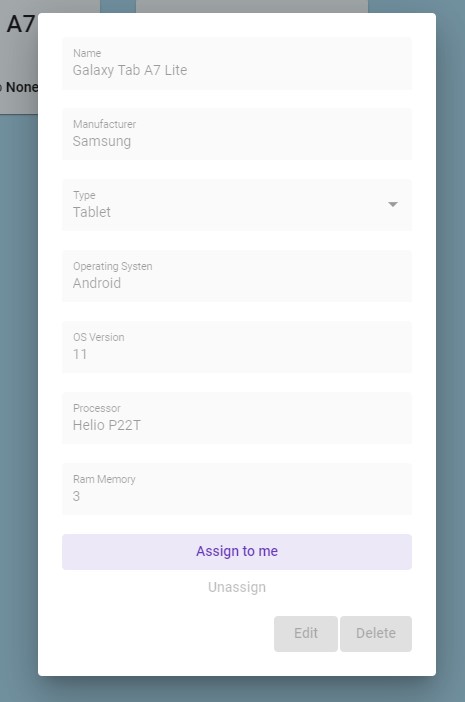 A7
None
Name
Galaxy Tab A7 Lite
Manufacturer
Samsung
Type
Tablet
Operating Systen
Android
OS Version
11
Processor
Helio P22T
Ram Memory
3
Assign to me
Unassign
Edit Delete